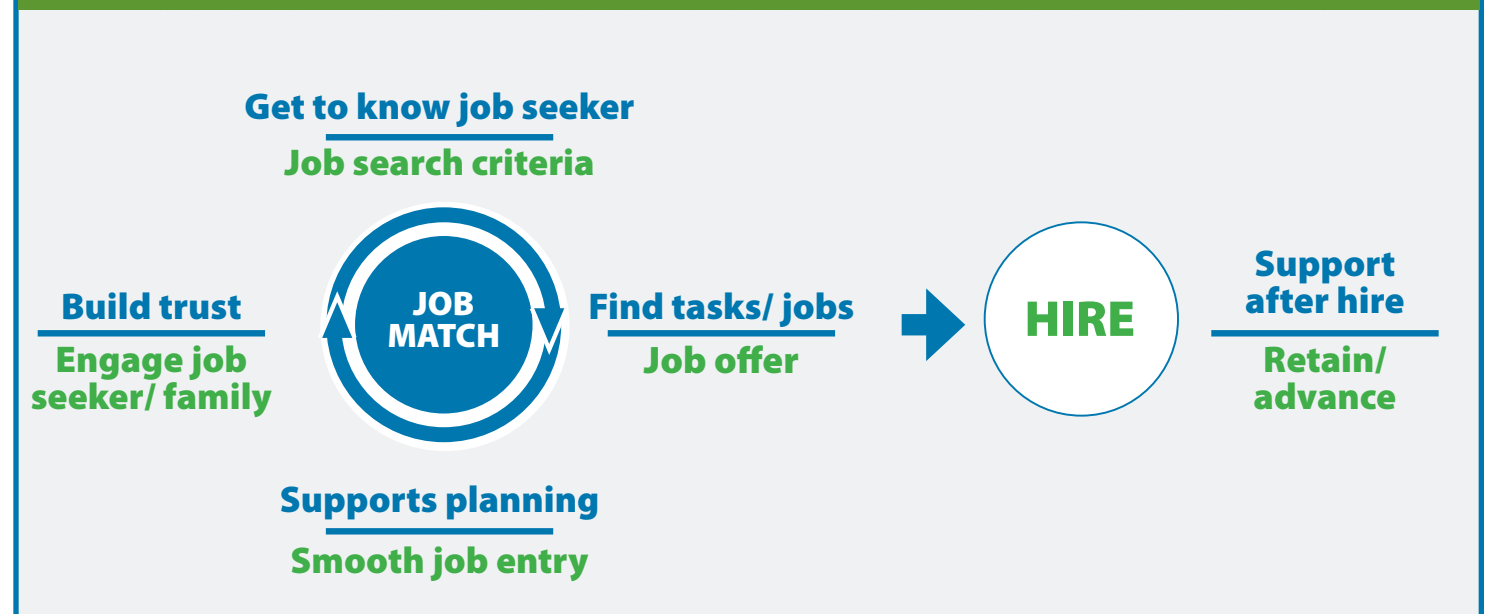 Get to know job seeker
Job search criteria
Build trust
Engage job
seeker/ family
JOB
MATCH
Find tasks/ jobs
Job offer
Supports planning
Smooth job entry
HIRE
Support
after hire
Retain/
advance